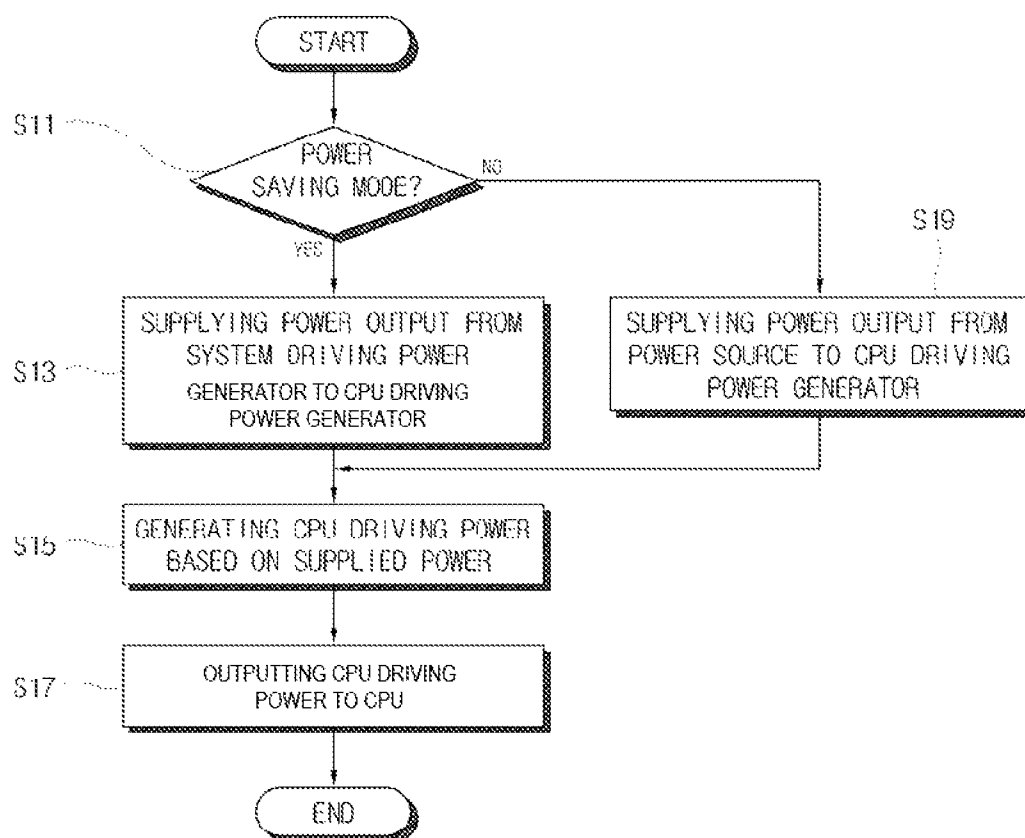 START
S11
POWER
SAVING MODE?
NO
YES
S19
SUPPLYING POWER OUTPUT FROM
SYSTEM DRIVING POWER
GENERATOR TO CPU DRIVING
POWER GENERATOR
S13
SUPPLYING POWER OUTPUT FROM
POWER SOURCE TO CPU DRIVING
POWER GENERATOR
GENERATING CPU DRIVING POWER
BASED ON SUPPLIED POWER
S15
OUTPUTTING CPU DRIVING
POWER TO CPU
S17
END